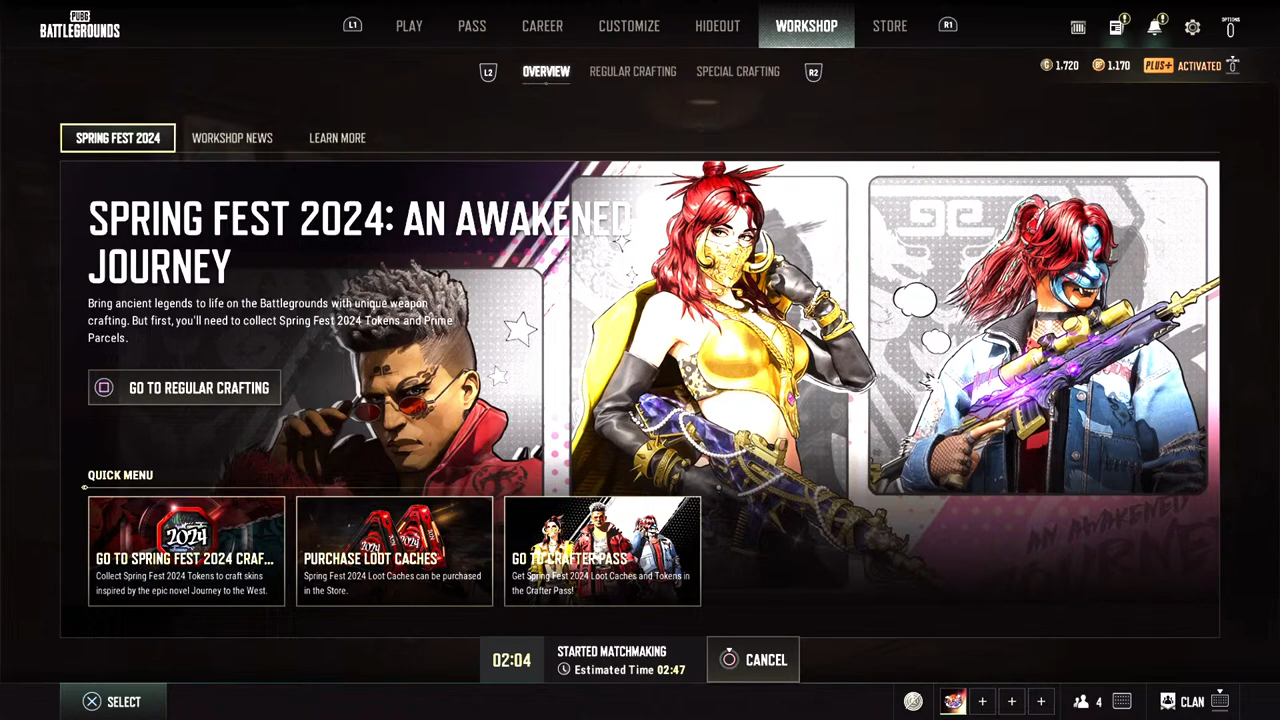 PUBG
BATTLEGROUNDS
L1
PLAY
PASS
CAREER
CUSTOMIZE
HIDEOUT
WORKSHOP
STORE
R1
OPTIONS
L2
OVERVIEW
REGULAR CRAFTING
SPECIAL CRAFTING
R2
G 1.720
BP 1.170
PLUS+ ACTIVATED
SPRING FEST 2024
WORKSHOP NEWS
LEARN MORE
SPRING FEST 2024: AN AWAKENED
JOURNEY
Bring ancient legends to life on the Battlegrounds with unique weapon
crafting. But first, you'll need to collect Spring Fest 2024 Tokens and Prime
Parcels.
GO TO REGULAR CRAFTING
AN AWAKENED
QUICK MENU
2024
GO TO SPRING FEST 2024 CRAF...
Collect Spring Fest 2024 Tokens to craft skins
inspired by the epic novel Journey to the West.
2024
2024
PURCHASE LOOT CACHES
Spring Fest 2024 Loot Caches can be purchased
in the Store.
GO TO CRAFTER PASS
Get Spring Fest 2024 Loot Caches and Tokens in
the Crafter Pass!
02:04
STARTED MATCHMAKING
Estimated Time 02:47
CANCEL
SELECT
4
CLAN